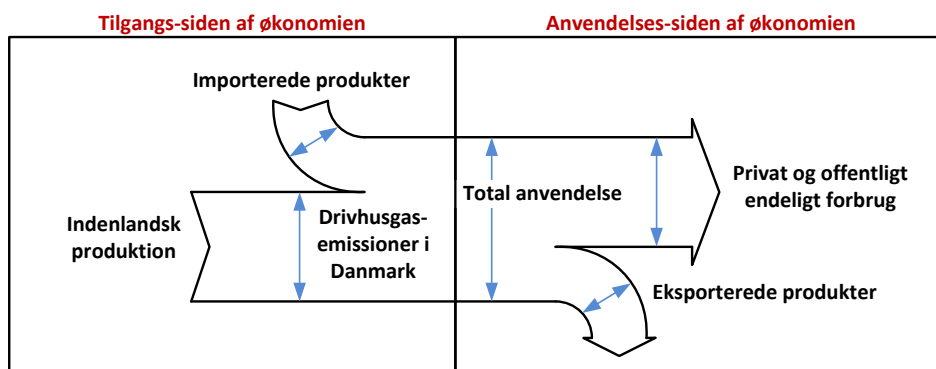 Tilgangs-siden af økonomien
Anvendelses-siden af økonomien
Importerede produkter
Indenlandsk
produktion
Drivhusgas-
emissioner i
Danmark
Total anvendelse
Privat og offentligt
endeligt forbrug
Eksporterede produkter